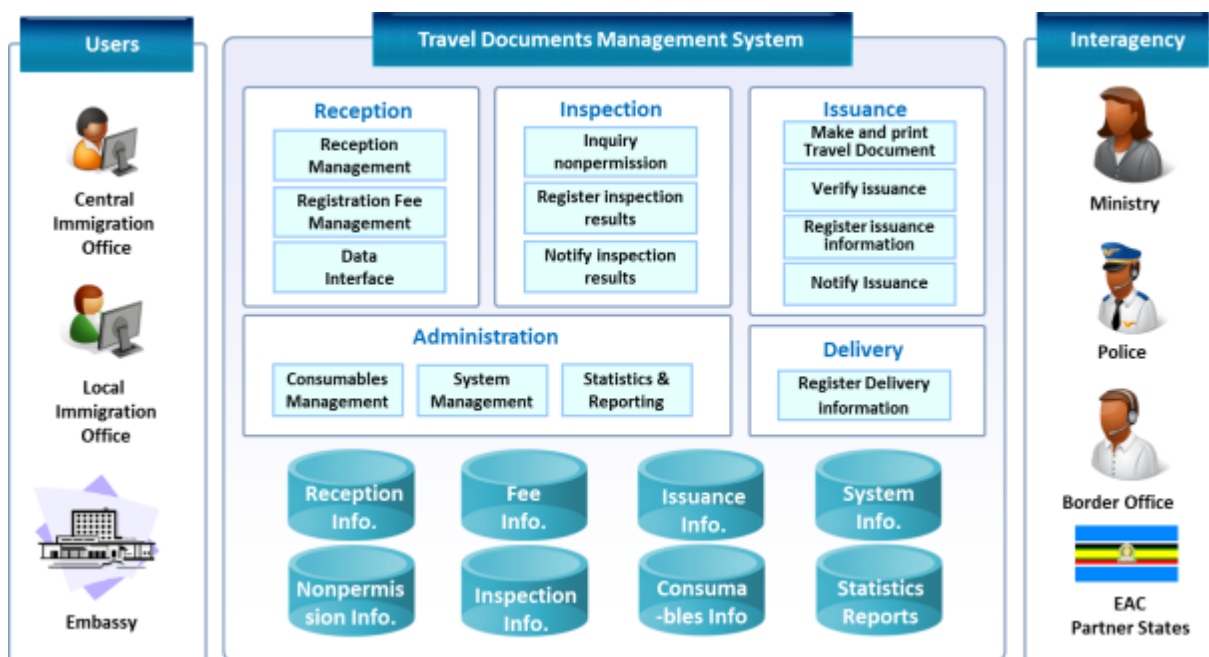 Users
Central
Immigration
Office
Local
Immigration
Office
Embassy
Travel Documents Management System
Reception
Reception
Management
Registration Fee
Management
Data
Interface
Inspection
Inquiry
nonpermission
Register inspection
results
Notify inspection
results
Issuance
Make and print
Travel Document
Verify issuance
Register issuance
information
Notify Issuance
Administration
Consumables
Management
System
Management
Statistics &
Reporting
Delivery
Register Delivery
Information
Reception
Info.
Fee
Info.
Issuance
Info.
System
Info.
Nonpermis
sion Info.
Inspection
Info.
Consuma
-bles Info
Statistics
Reports
Interagency
Ministry
Police
Border Office
EAC
Partner States